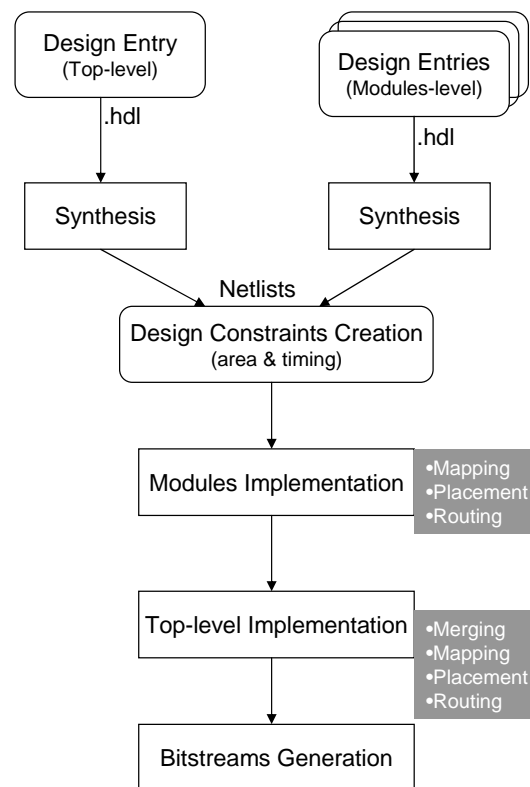 Design Entry
(Top-level)
Design Entries
(Modules-level)
.hdl
.hdl
Synthesis
Synthesis
Netlists
Design Constraints Creation
(area & timing)
Modules Implementation
•Mapping
•Placement
•Routing
Top-level Implementation
•Merging
•Mapping
•Placement
•Routing
Bitstreams Generation